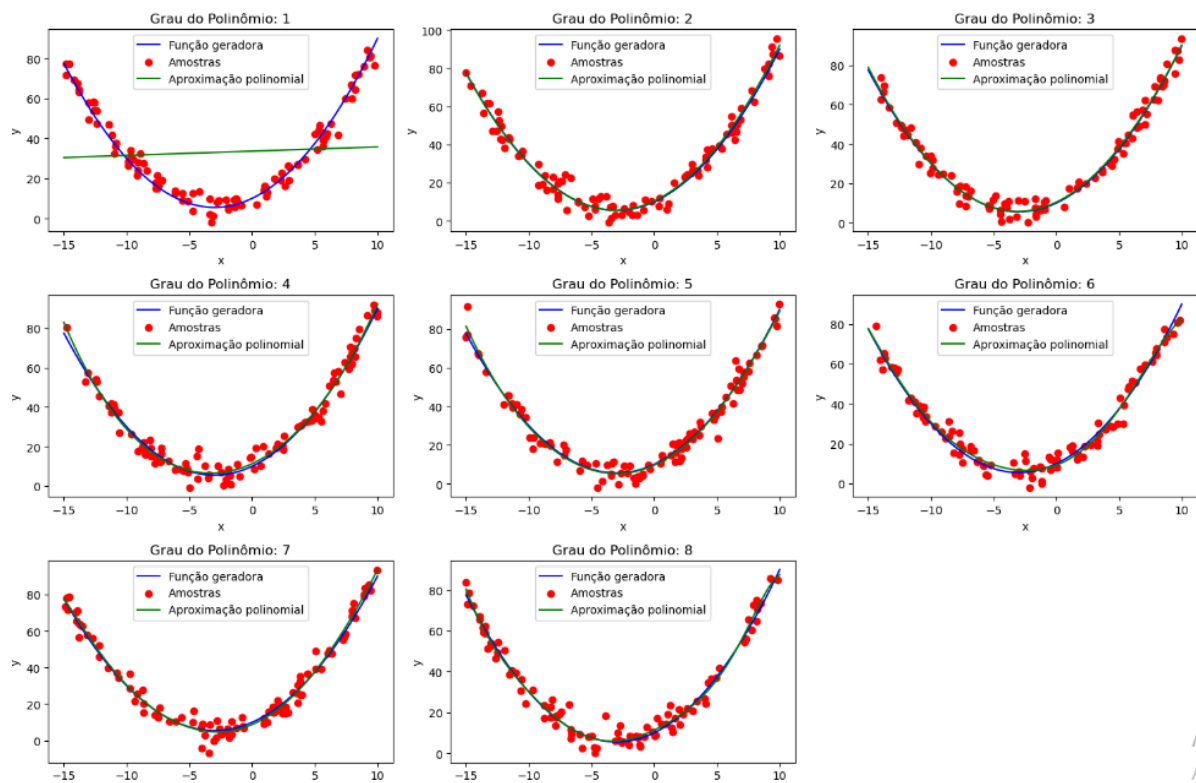 Grau do Polinômio: 1
Função geradora
Amostras
Aproximação polinomial
80
60
40
20
0
y
−15 −10 −5 0 5 10
x
Grau do Polinômio: 2
Função geradora
Amostras
Aproximação polinomial
100
80
60
40
20
0
y
−15 −10 −5 0 5 10
x
Grau do Polinômio: 3
Função geradora
Amostras
Aproximação polinomial
80
60
40
20
0
y
−15 −10 −5 0 5 10
x
Grau do Polinômio: 4
Função geradora
Amostras
Aproximação polinomial
80
60
40
20
0
y
−15 −10 −5 0 5 10
x
Grau do Polinômio: 5
Função geradora
Amostras
Aproximação polinomial
80
60
40
20
0
y
−15 −10 −5 0 5 10
x
Grau do Polinômio: 6
Função geradora
Amostras
Aproximação polinomial
80
60
40
20
0
y
−15 −10 −5 0 5 10
x
Grau do Polinômio: 7
Função geradora
Amostras
Aproximação polinomial
80
60
40
20
0
y
−15 −10 −5 0 5 10
x
Grau do Polinômio: 8
Função geradora
Amostras
Aproximação polinomial
80
60
40
20
0
y
−15 −10 −5 0 5 10
x